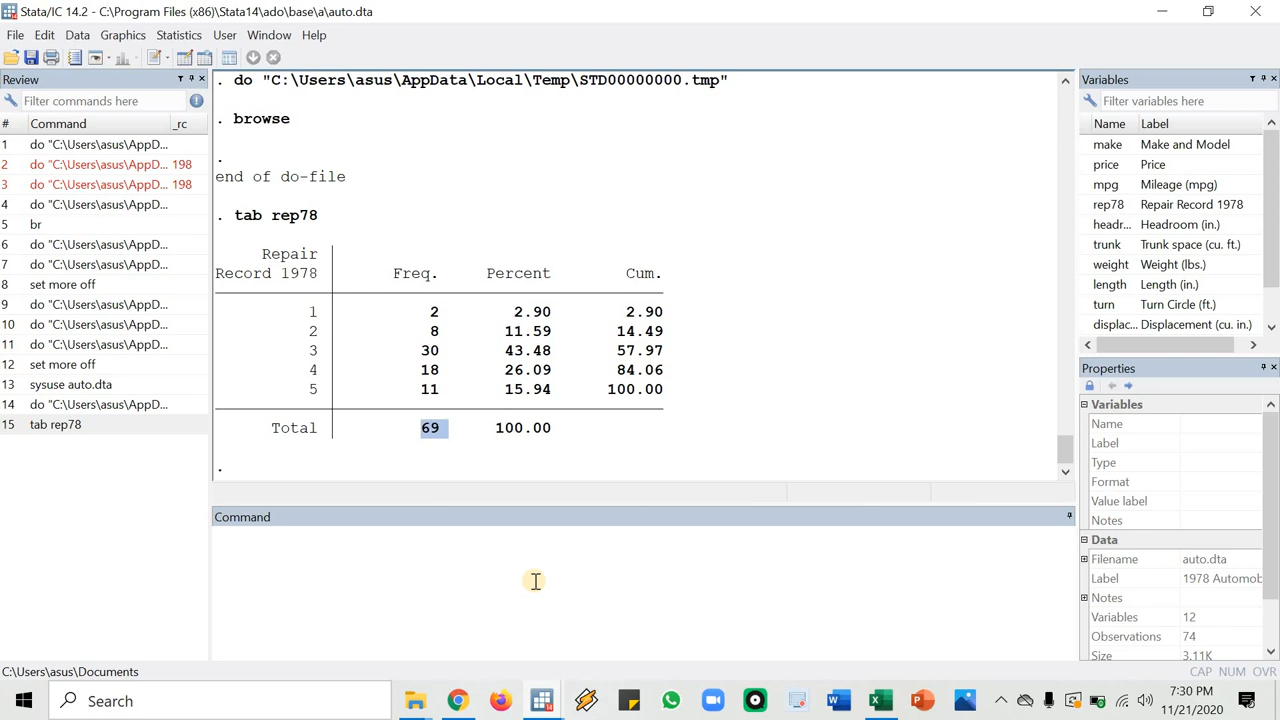 Stata/IC 14.2 - C:\Program Files (x86)\Stata14\ado\base\a\auto.dta
File Edit Data Graphics Statistics User Window Help
Review
Filter commands here
# Command _rc
1 do "C:\Users\asus\AppD...
2 do "C:\Users\asus\AppD... 198
3 do "C:\Users\asus\AppD... 198
4 do "C:\Users\asus\AppD...
5 br
6 do "C:\Users\asus\AppD...
7 do "C:\Users\asus\AppD...
8 set more off
9 do "C:\Users\asus\AppD...
10 do "C:\Users\asus\AppD...
11 do "C:\Users\asus\AppD...
12 set more off
13 sysuse auto.dta
14 do "C:\Users\asus\AppD...
15 tab rep78
. do "C:\Users\asus\AppData\Local\Temp\STD00000000.tmp"
. browse
.
end of do-file
. tab rep78
Repair
Record 1978 Freq. Percent Cum.
1 2 2.90 2.90
2 8 11.59 14.49
3 30 43.48 57.97
4 18 26.09 84.06
5 11 15.94 100.00
Total 69 100.00
.
Command
Variables
Filter variables here
Name Label
make Make and Model
price Price
mpg Mileage (mpg)
rep78 Repair Record 1978
headr... Headroom (in.)
trunk Trunk space (cu. ft.)
weight Weight (lbs.)
length Length (in.)
turn Turn Circle (ft.)
displac... Displacement (cu. in.)
Properties
Variables
Name
Label
Type
Format
Value label
Notes
Data
Filename auto.dta
Label 1978 Automob
Notes
Variables 12
Observations 74
Size 3.11K
C:\Users\asus\Documents
CAP NUM OVR
Search
7:30 PM
11/21/2020